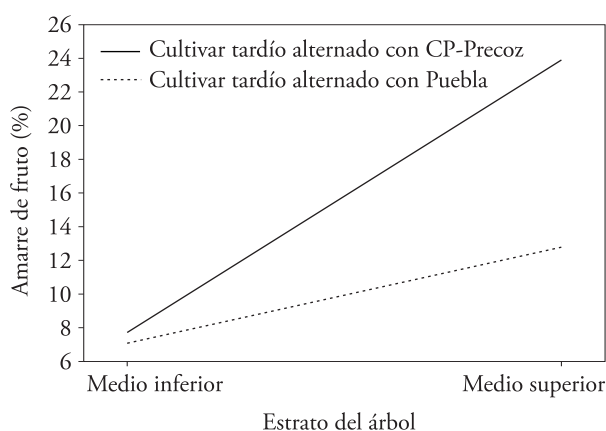 26
24
22
20
18
16
14
12
10
8
6
Amarre de fruto (%)
Cultivar tardío alternado con CP-Precoz
Cultivar tardío alternado con Puebla
Medio inferior
Medio superior
Estrato del árbol